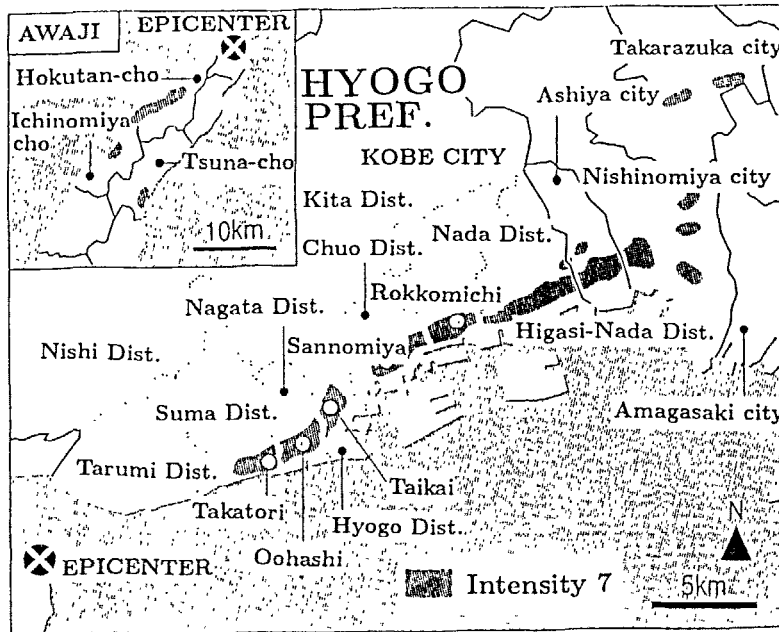 AWAJI
EPICENTER
Hokutan-cho
Ichinomiya
cho
Tsuna-cho
10km
HYOGO
PREF.
KOBE CITY
Takarazuka city
Ashiya city
Nishinomiya city
Kita Dist.
Nada Dist.
Chuo Dist.
Rokkomichi
Nagata Dist.
Sannomiya
Higasi-Nada Dist.
Nishi Dist.
Suma Dist.
Amagasaki city
Tarumi Dist.
Taikai
Takatori
Hyogo Dist.
Oohashi
N
EPICENTER
Intensity 7
5km